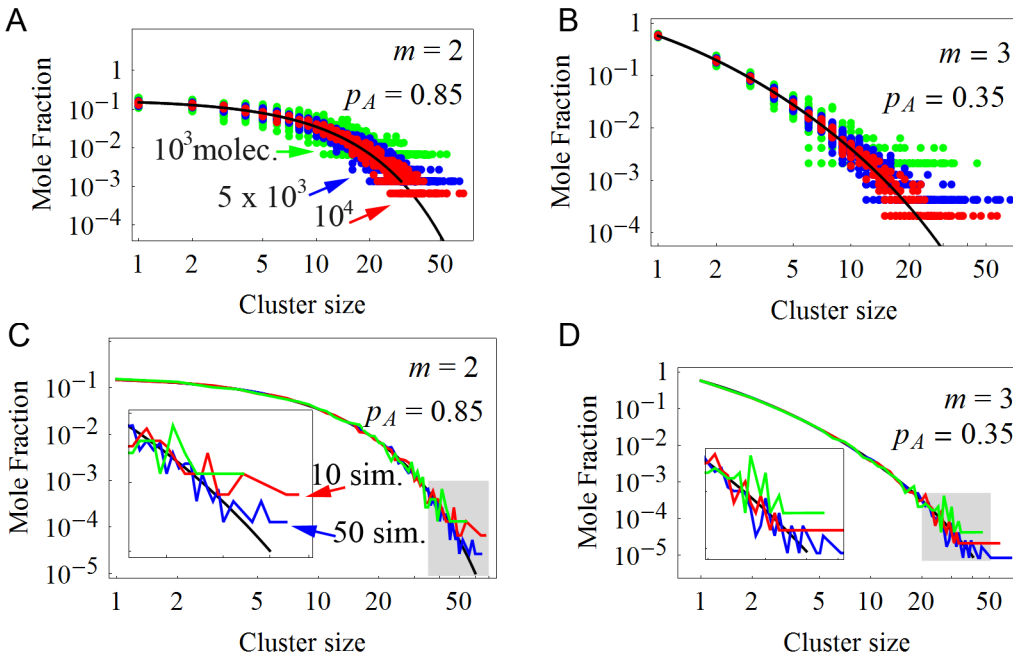 A
m = 2
p_A = 0.85
1
10^-1
10^-2
10^-3
10^-4
Mole Fraction
10^3 molec.
5 x 10^3
10^4
1
2
5
10
20
50
Cluster size
B
m = 3
p_A = 0.35
1
10^-1
10^-2
10^-3
10^-4
Mole Fraction
1
2
5
10
20
50
Cluster size
C
m = 2
p_A = 0.85
10^-1
10^-2
10^-3
10^-4
10^-5
Mole Fraction
10 sim.
50 sim.
1
2
5
10
20
50
Cluster size
D
m = 3
p_A = 0.35
1
10^-1
10^-2
10^-3
10^-4
10^-5
Mole Fraction
1
2
5
10
20
50
Cluster size